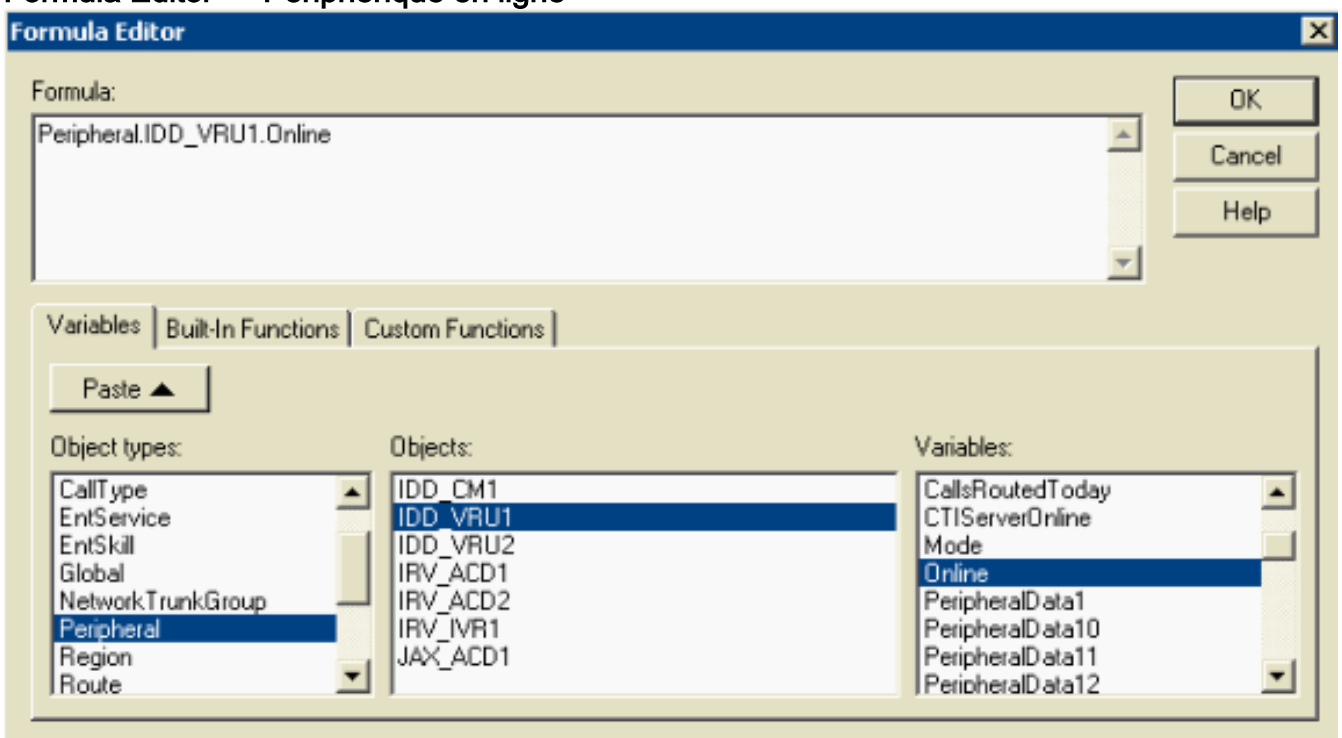 Formula Editor
Formula:
Peripheral.IDD_VRU1.Online
OK
Cancel
Help
Variables
Built-In Functions
Custom Functions
Paste
Object types:
CallType
EntService
EntSkill
Global
NetworkTrunkGroup
Peripheral
Region
Route
Objects:
IDD_CM1
IDD_VRU1
IDD_VRU2
IRV_ACD1
IRV_ACD2
IRV_IVR1
JAX_ACD1
Variables:
CallsRoutedToday
CTIServerOnline
Mode
Online
PeripheralData1
PeripheralData10
PeripheralData11
PeripheralData12